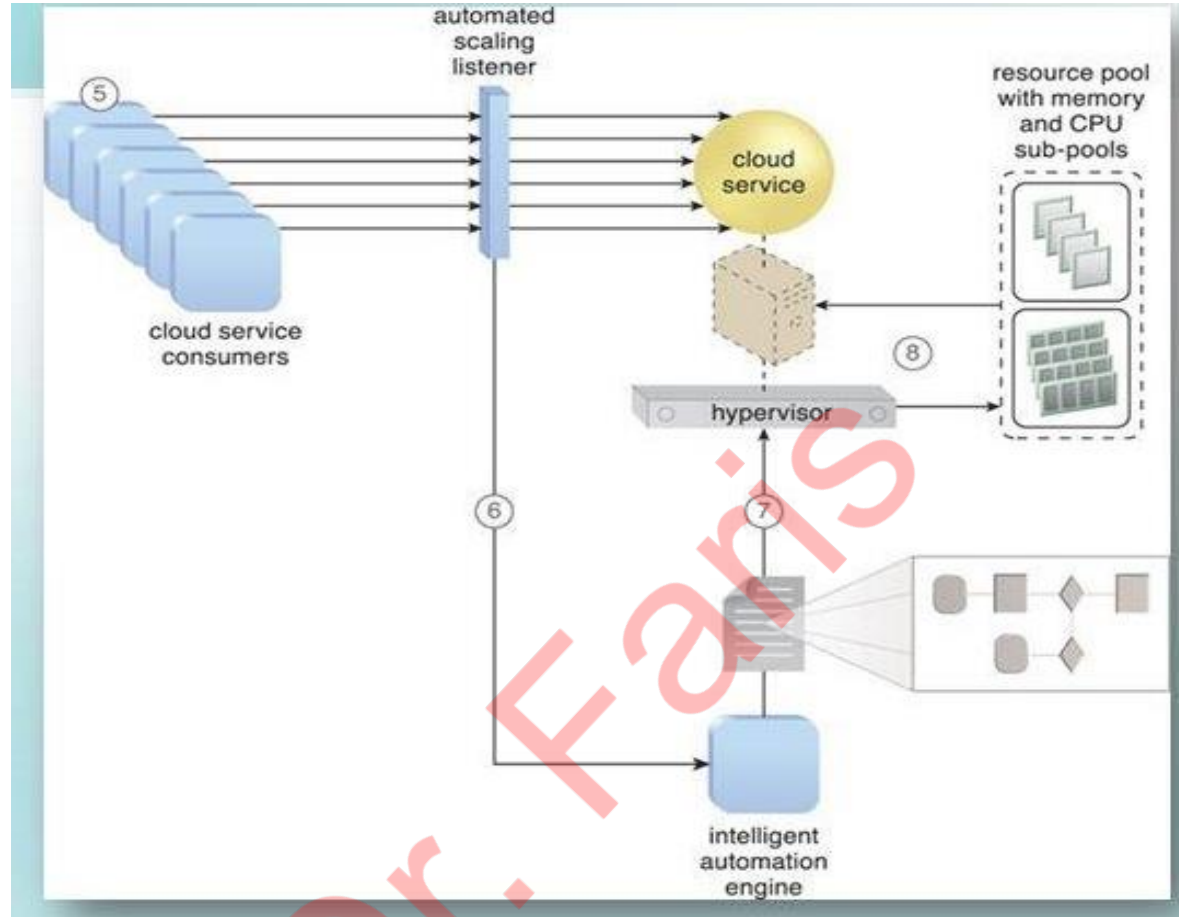 automated
scaling
listener
5
resource pool
with memory
and CPU
sub-pools
cloud
service
cloud service
consumers
8
hypervisor
6
7
intelligent
automation
engine
Dr. Faris